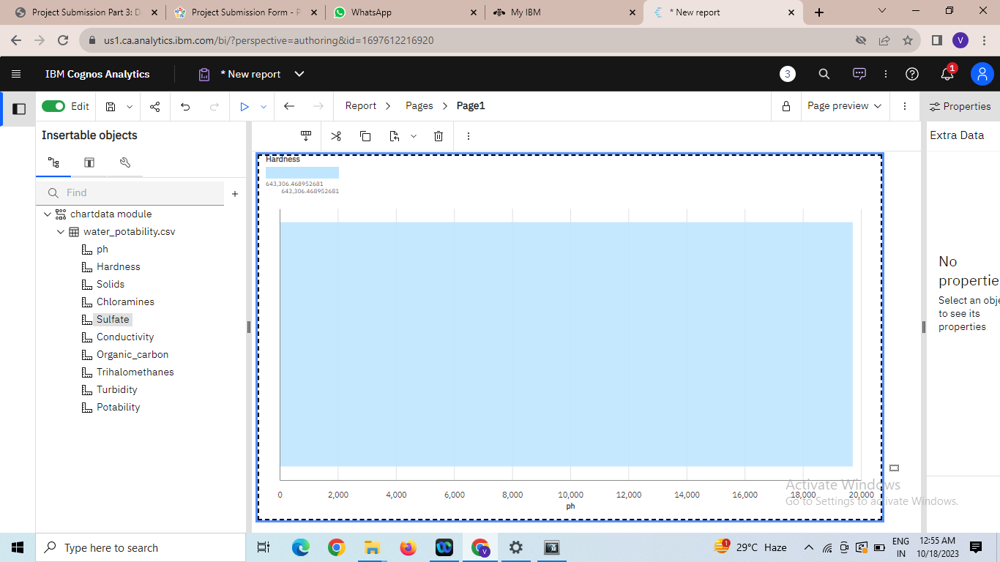 Project Submission Part 3: D
Project Submission Form - P
WhatsApp
My IBM
* New report
us1.ca.analytics.ibm.com/bi/?perspective=authoring&id=1697612216920
V
IBM Cognos Analytics
* New report
3
1
Edit
Report > Pages > Page1
Page preview
Properties
Insertable objects
Extra Data
Find
chartdata module
water_potability.csv
ph
Hardness
Solids
Chloramines
Sulfate
Conductivity
Organic_carbon
Trihalomethanes
Turbidity
Potability
Hardness
643,306.468952681
643,306.468952681
0 2,000 4,000 6,000 8,000 10,000 12,000 14,000 16,000 18,000 20,000
ph
No
propertie
Select an obje
to see its
properties
Activate Windows
Go to Settings to activate Windows.
Type here to search
V
1
29°C Haze
ENG
IN
12:55 AM
10/18/2023